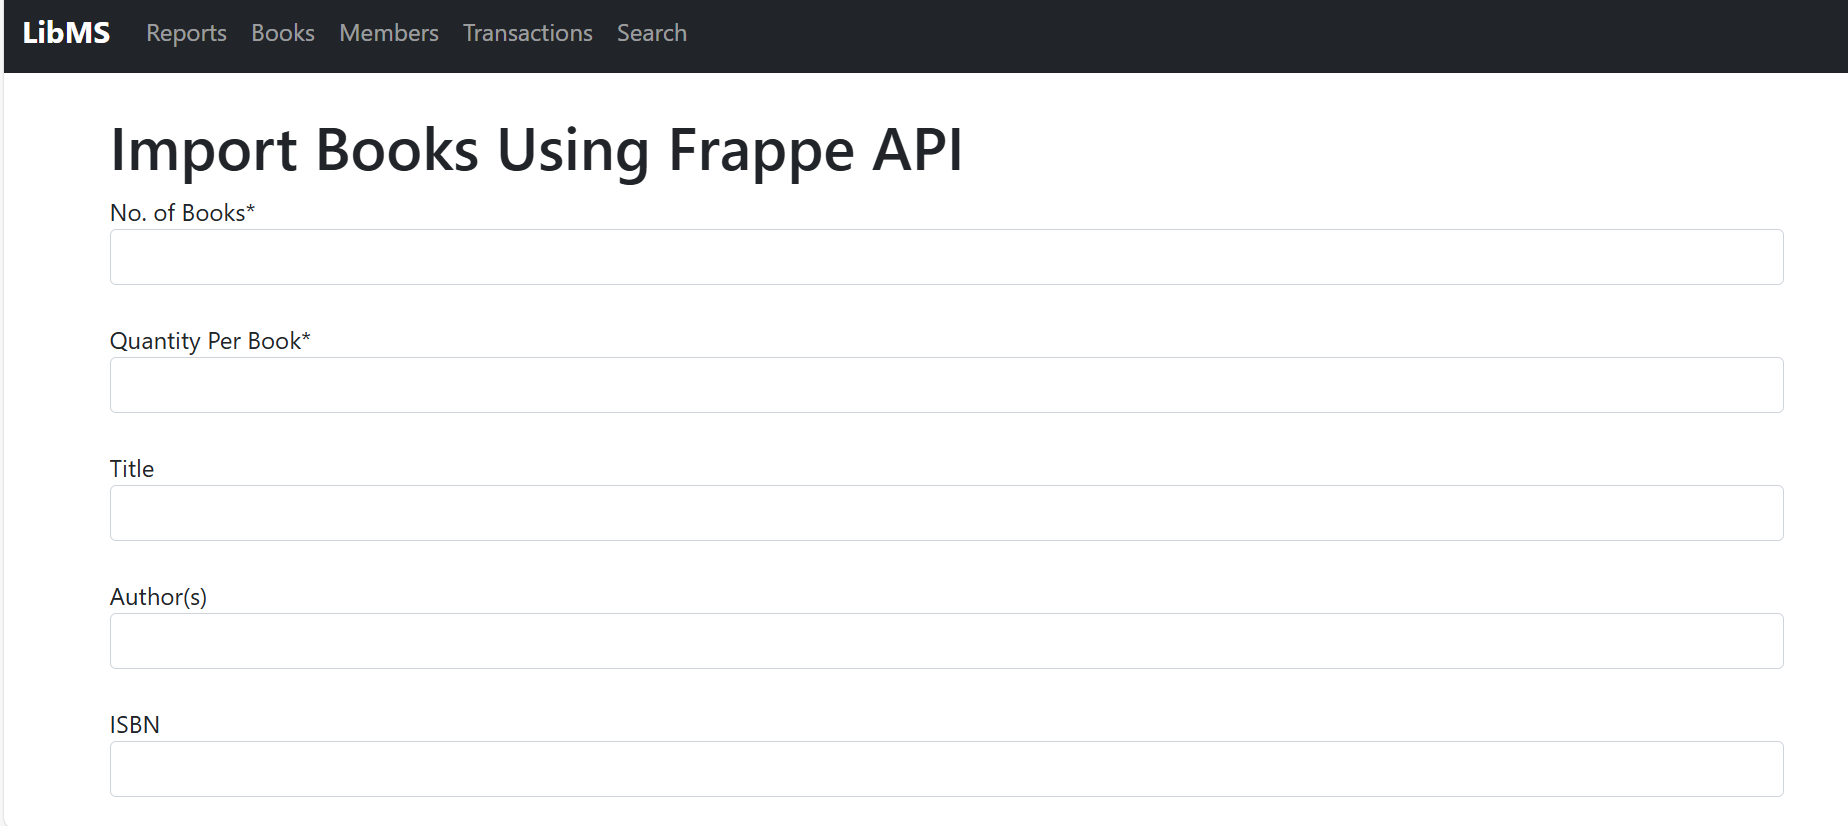 LibMS Reports Books Members Transactions Search
Import Books Using Frappe API
No. of Books*
Quantity Per Book*
Title
Author(s)
ISBN